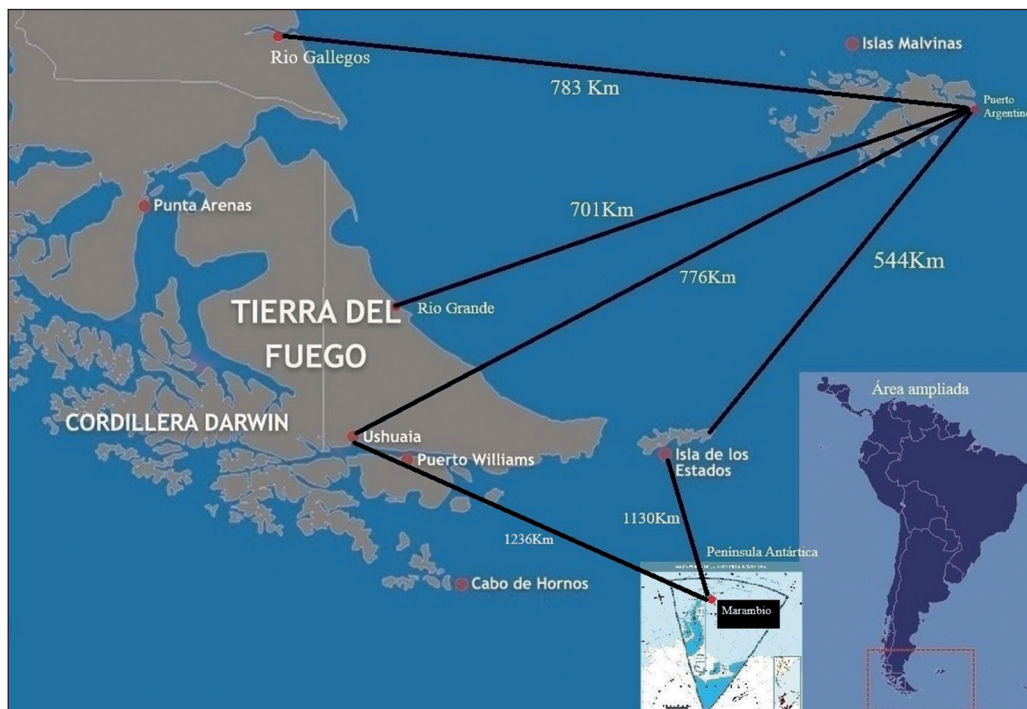 Islas Malvinas
Rio Gallegos
783 Km
Puerto
Argentino
Punta Arenas
701Km
544Km
776Km
TIERRA DEL
FUEGO
Rio Grande
Área ampliada
CORDILLERA DARWIN
Ushuaia
Puerto Williams
Isla de los
Estados
1130Km
1236Km
Península Antártica
Cabo de Hornos
Marambio